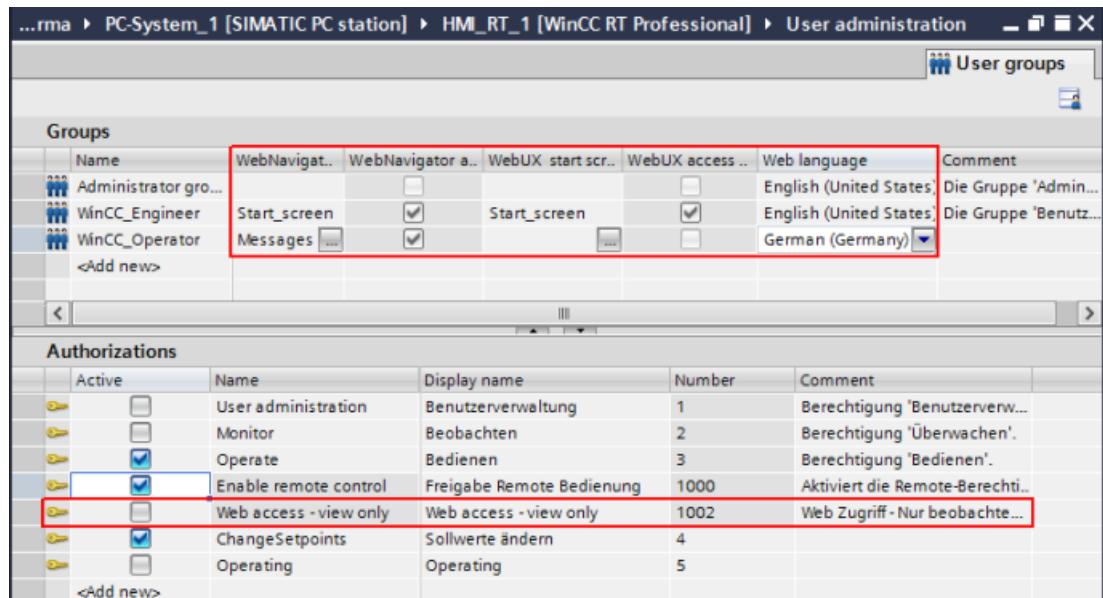 ...rma ▸ PC-System_1 [SIMATIC PC station] ▸ HMI_RT_1 [WinCC RT Professional] ▸ User administration
User groups
Groups
Name WebNavigat.. WebNavigator a.. WebUX start scr.. WebUX access .. Web language Comment
Administrator gro... English (United States) Die Gruppe 'Admin...
WinCC_Engineer Start_screen Start_screen English (United States) Die Gruppe 'Benutz...
WinCC_Operator Messages ... ... German (Germany)
<Add new>
Authorizations
Active Name Display name Number Comment
User administration Benutzerverwaltung 1 Berechtigung 'Benutzerverw...
Monitor Beobachten 2 Berechtigung 'Überwachen'.
Operate Bedienen 3 Berechtigung 'Bedienen'.
Enable remote control Freigabe Remote Bedienung 1000 Aktiviert die Remote-Berechti..
Web access - view only Web access - view only 1002 Web Zugriff - Nur beobachte...
ChangeSetpoints Sollwerte ändern 4
Operating Operating 5
<Add new>